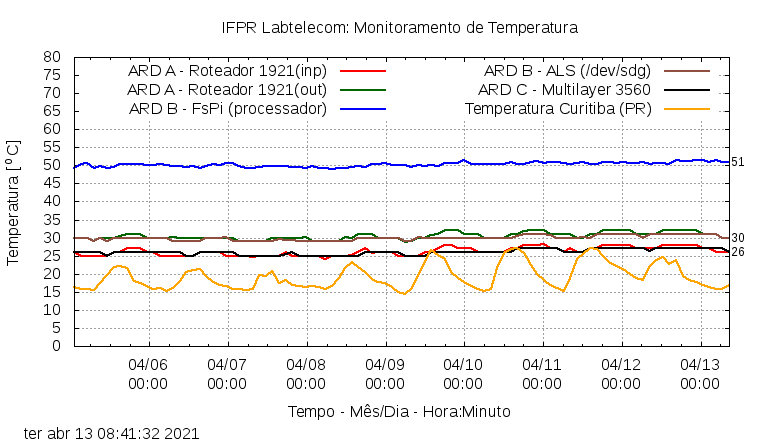 IFPR Labtelecom: Monitoramento de Temperatura
ARD A - Roteador 1921(inp)
ARD A - Roteador 1921(out)
ARD B - FsPi (processador)
ARD B - ALS (/dev/sdg)
ARD C - Multilayer 3560
Temperatura Curitiba (PR)
Temperatura [ ° C]
80
75
70
65
60
55
50
45
40
35
30
25
20
15
10
5
0
51
30
26
04/06 04/07 04/08 04/09 04/10 04/11 04/12 04/13
00:00 00:00 00:00 00:00 00:00 00:00 00:00 00:00
Tempo - Mês/Dia - Hora:Minuto
ter abr 13 08:41:32 2021